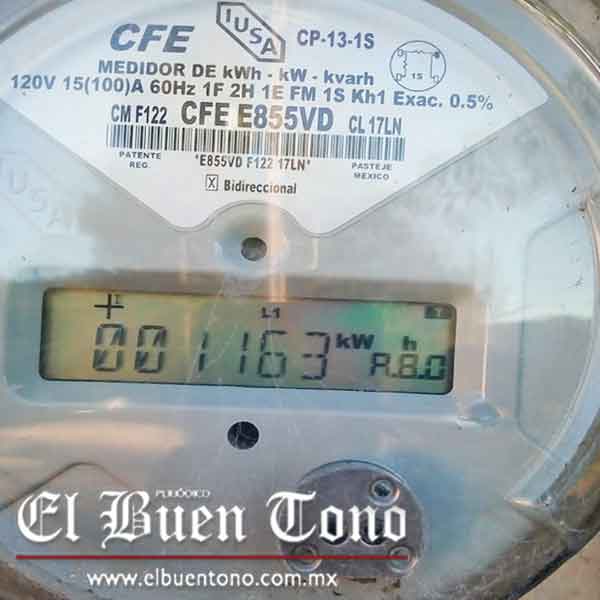 CFE IUSA CP-13-1S
1S
MEDIDOR DE kWh - kW - kvarh
120V 15(100)A 60Hz 1F 2H 1E FM 1S Kh1 Exac. 0.5%
CM F122 CFE E855VD CL 17LN
PATENTE REG. *E855VD F122 17LN* PASTEJE MEXICO
X Bidireccional
IUSA
L1
001163 kW h A.8.0
PERIÓDICO
El Buen Tono
www.elbuentono.com.mx